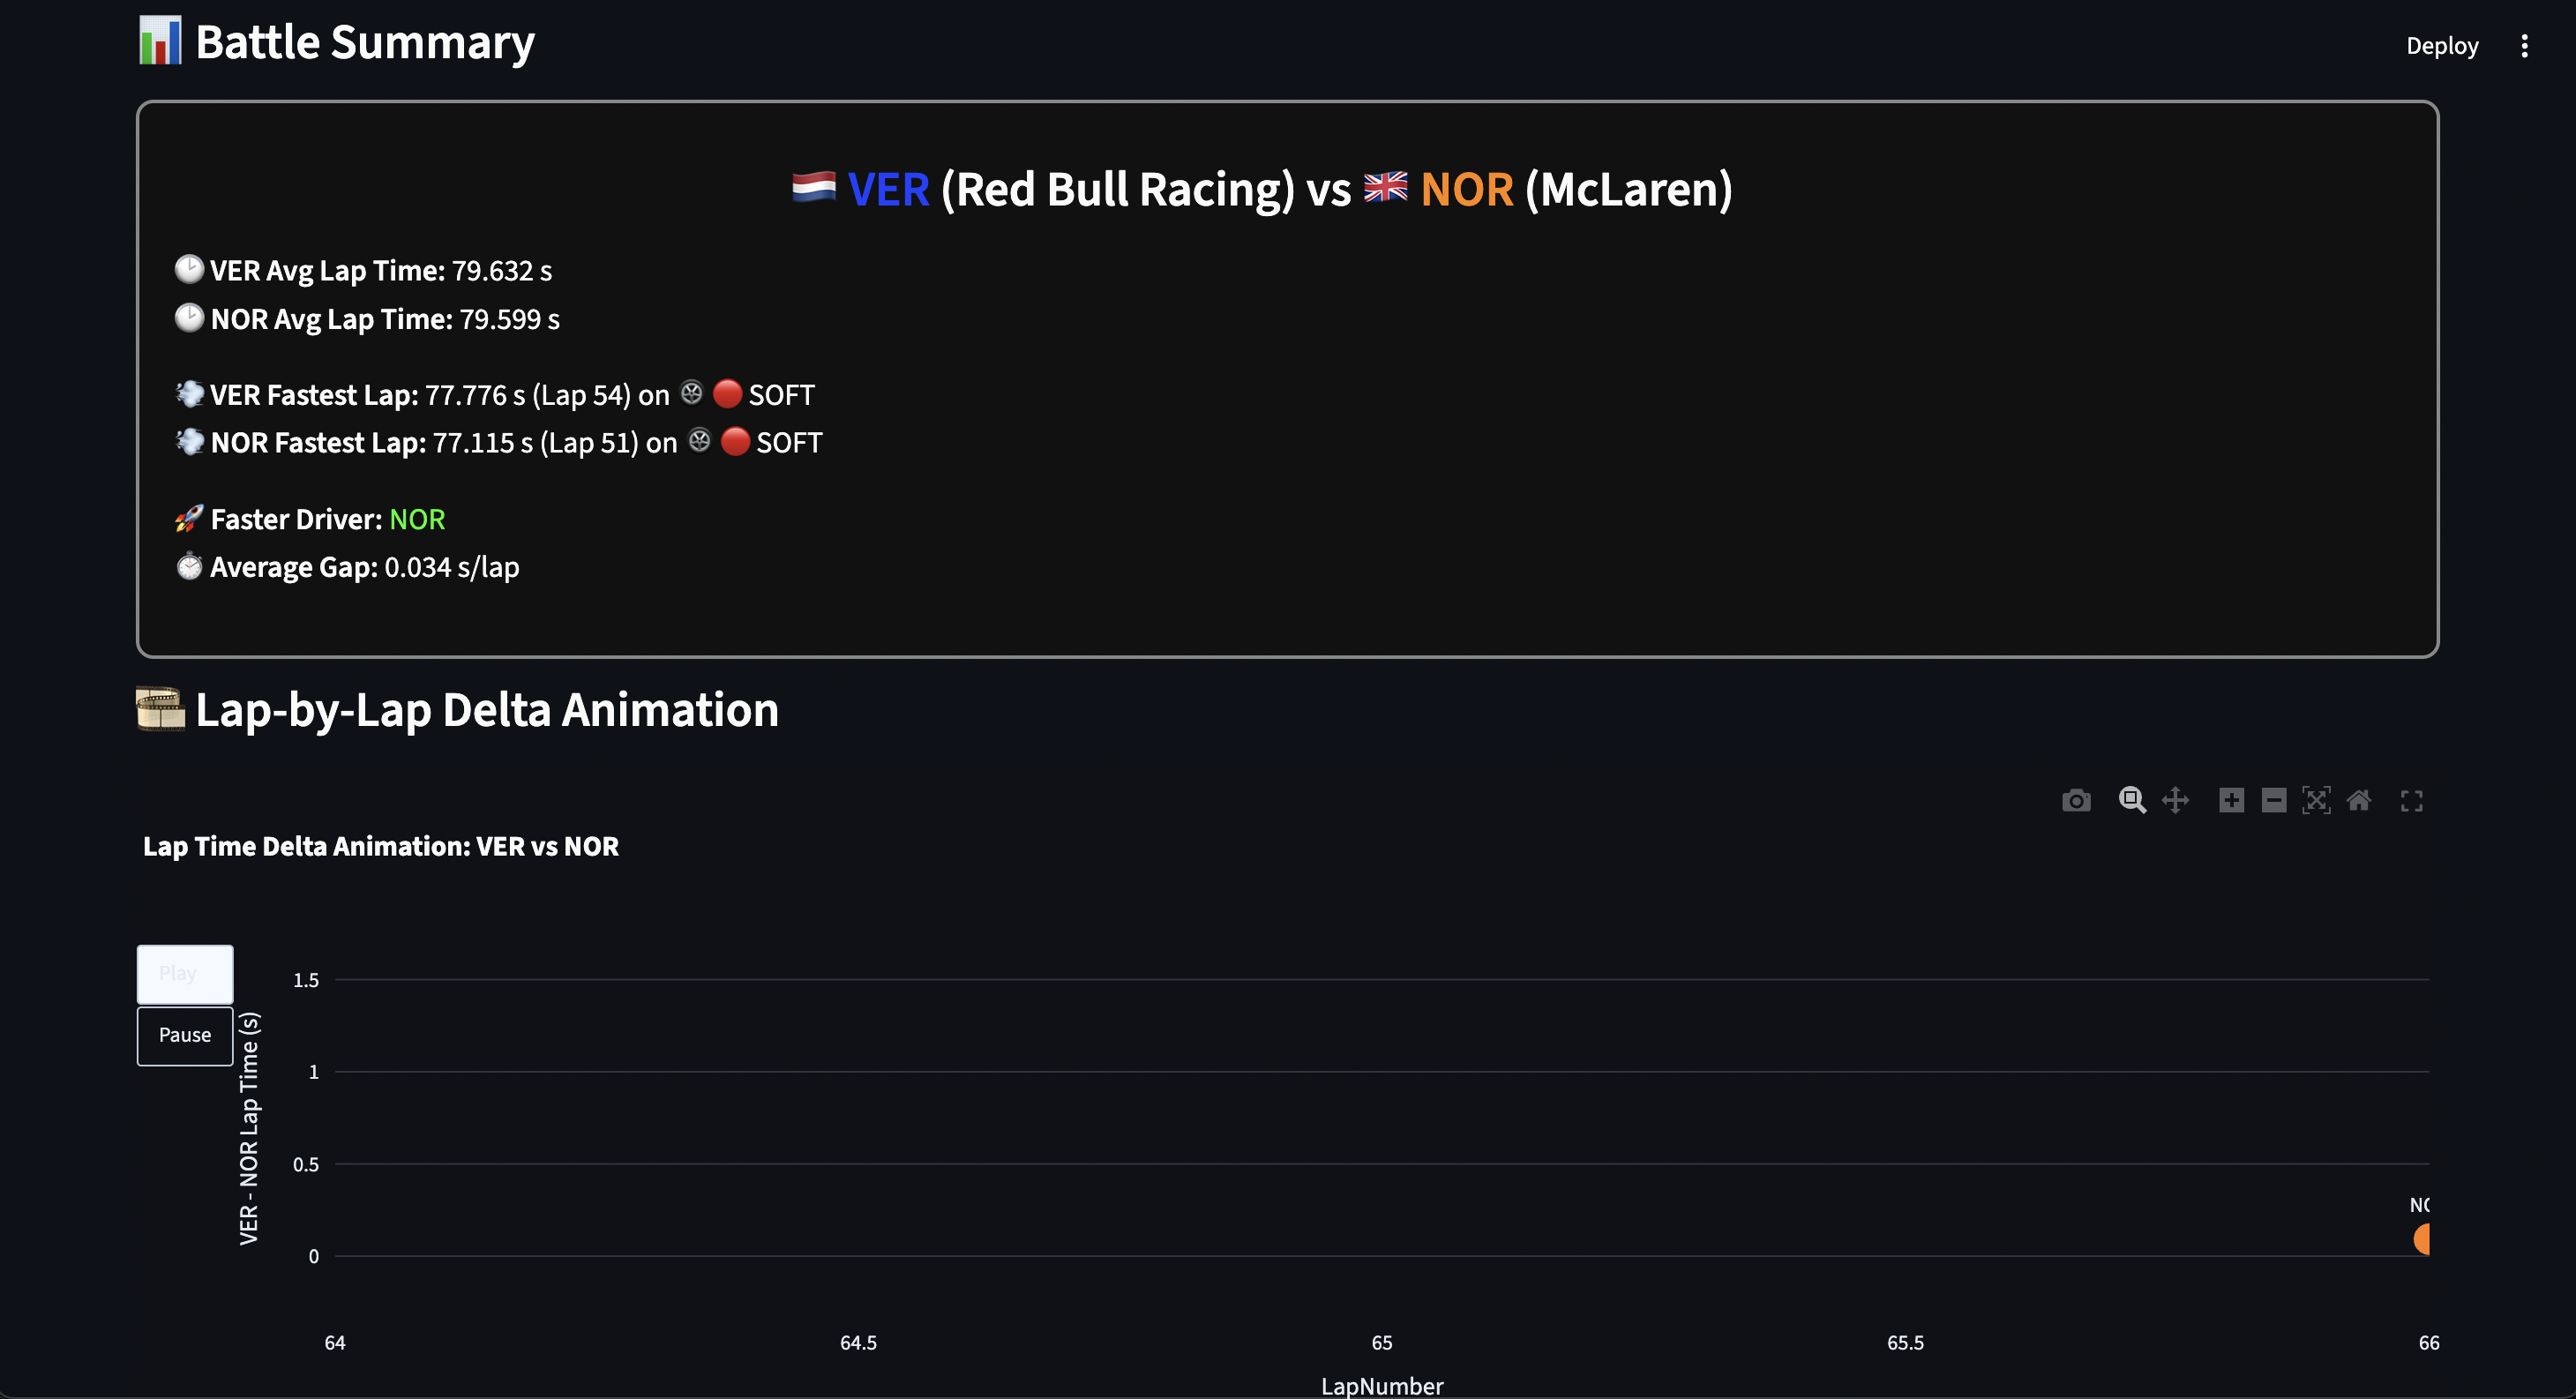 Battle Summary
Deploy
VER (Red Bull Racing) vs NOR (McLaren)
VER Avg Lap Time: 79.632 s
NOR Avg Lap Time: 79.599 s
VER Fastest Lap: 77.776 s (Lap 54) on SOFT
NOR Fastest Lap: 77.115 s (Lap 51) on SOFT
Faster Driver: NOR
Average Gap: 0.034 s/lap
Lap-by-Lap Delta Animation
Lap Time Delta Animation: VER vs NOR
Play
Pause
VER - NOR Lap Time (s)
1.5
1
0.5
0
64
64.5
65
65.5
66
LapNumber